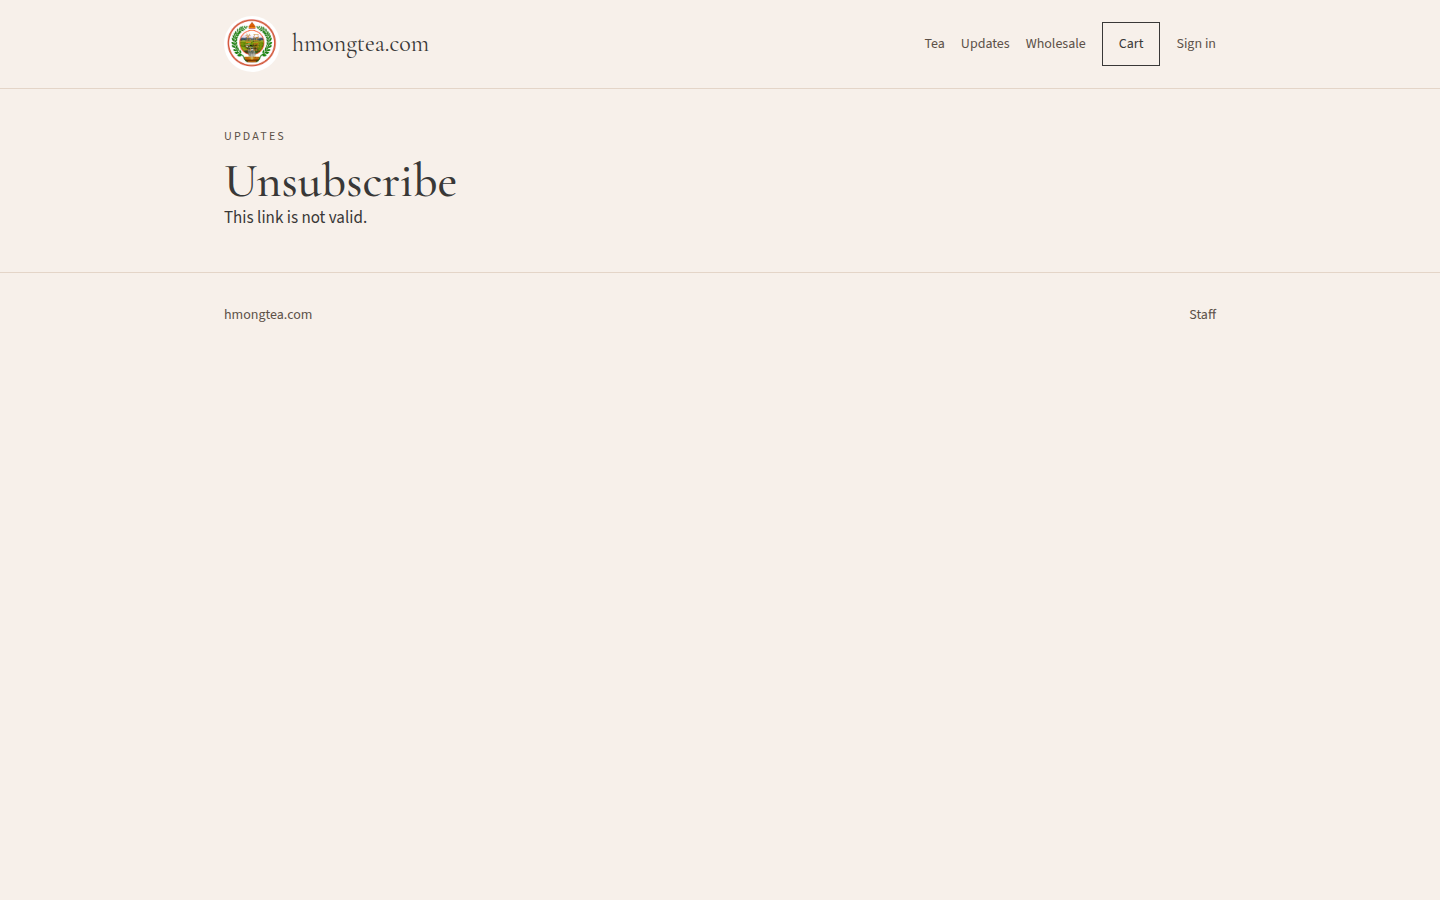 hmongtea.com
Tea Updates Wholesale Cart Sign in
UPDATES
Unsubscribe
This link is not valid.
hmongtea.com
Staff